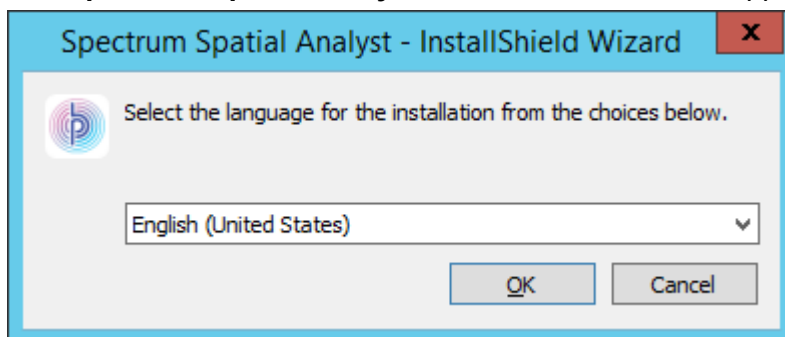 Spectrum Spatial Analyst - InstallShield Wizard
x
Select the language for the installation from the choices below.
English (United States)
OK Cancel